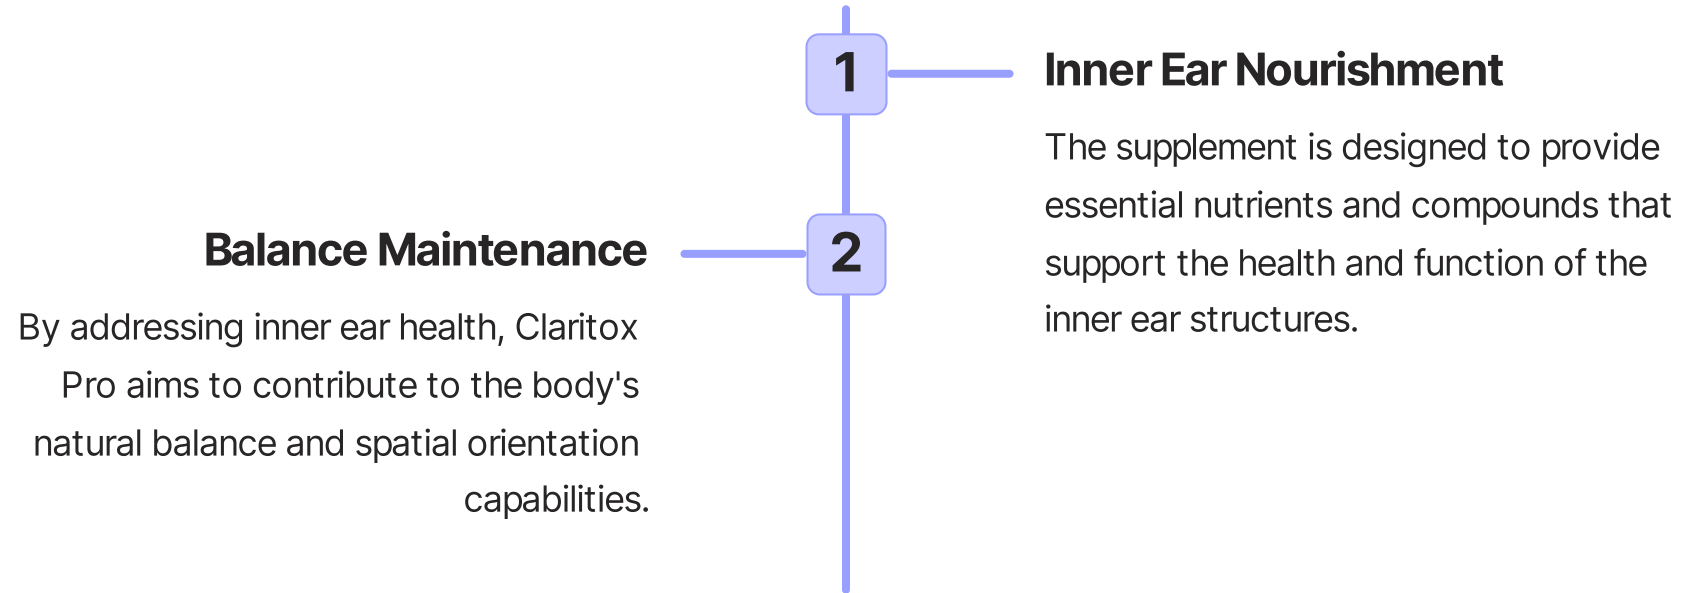 1
Inner Ear Nourishment
The supplement is designed to provide
essential nutrients and compounds that
support the health and function of the
inner ear structures.
2
Balance Maintenance
By addressing inner ear health, Claritox
Pro aims to contribute to the body's
natural balance and spatial orientation
capabilities.